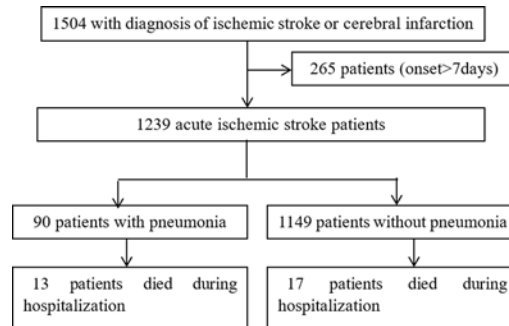 1504 with diagnosis of ischemic stroke or cerebral infarction
265 patients (onset>7days)
1239 acute ischemic stroke patients
90 patients with pneumonia
1149 patients without pneumonia
13 patients died during
hospitalization
17 patients died during
hospitalization